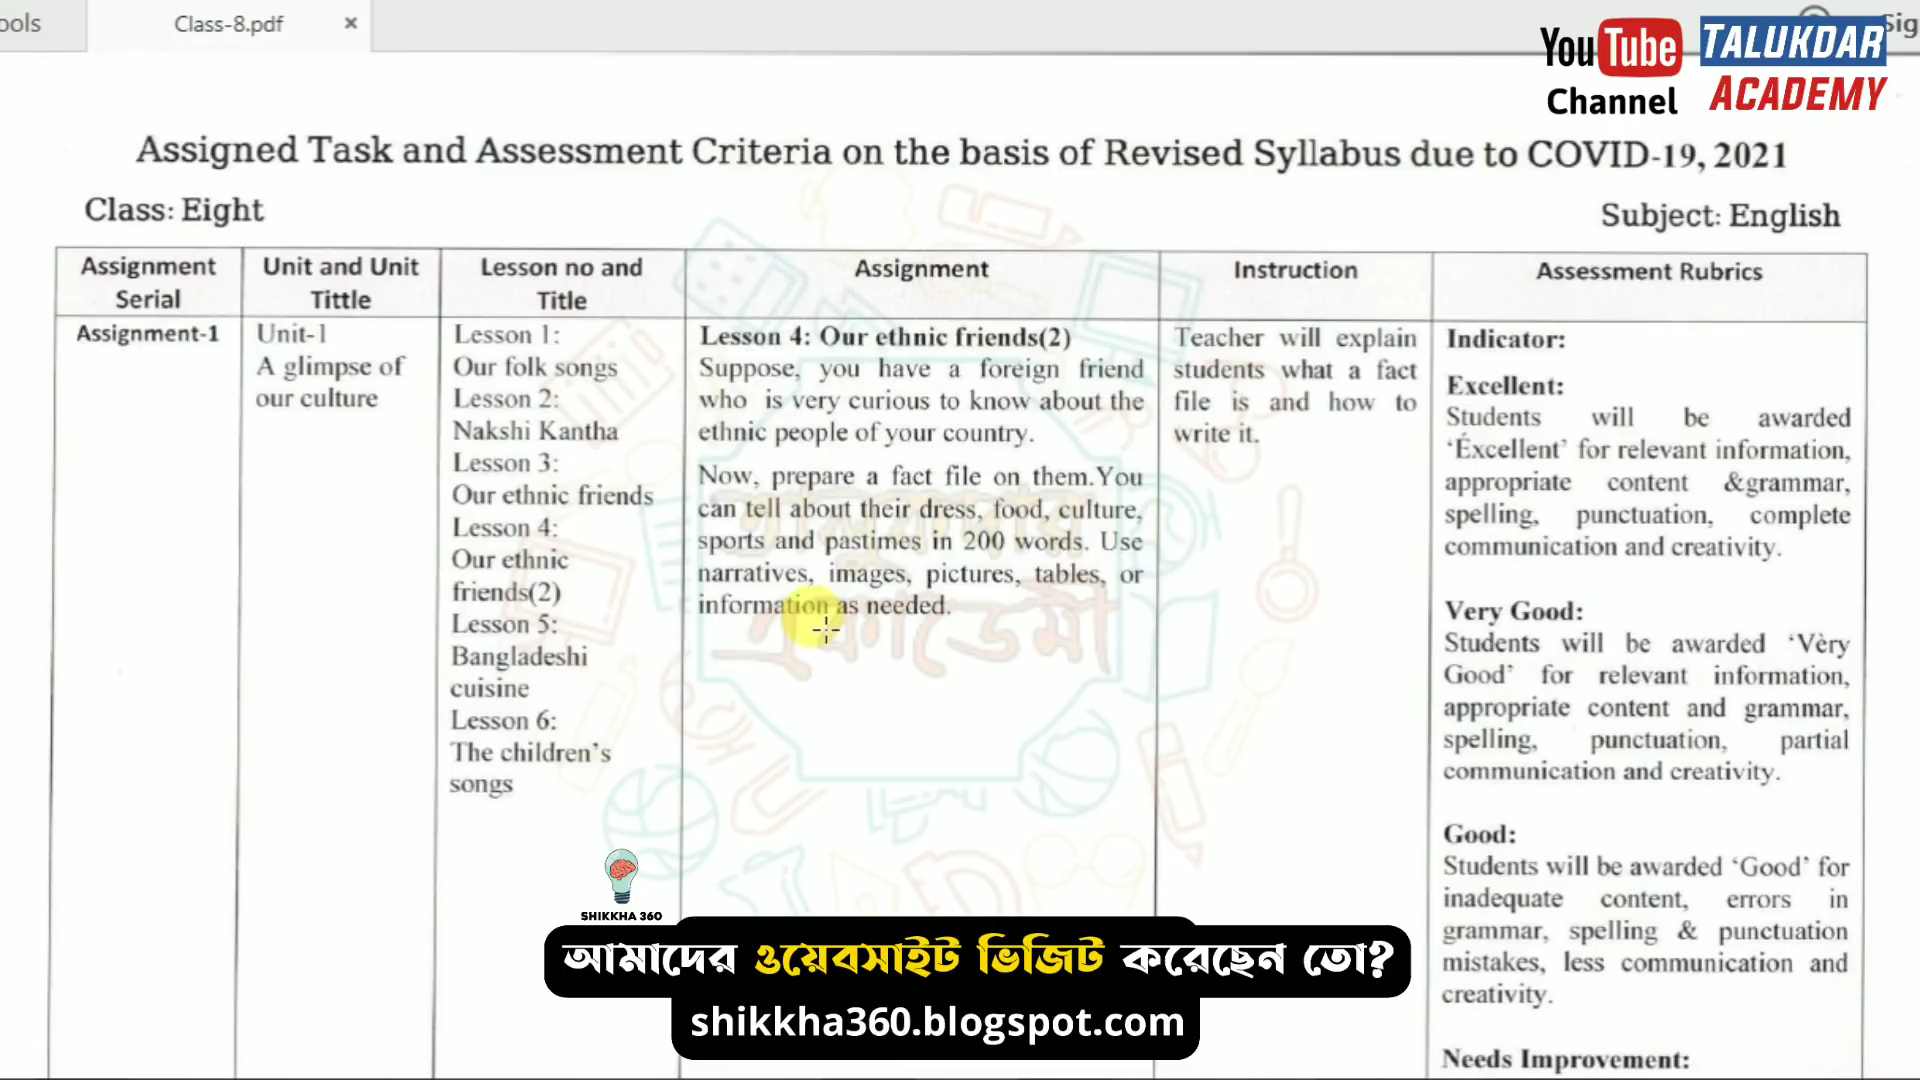 ools
Class-8.pdf
×
Sig
YouTube
Channel
TALUKDAR
ACADEMY
Assigned Task and Assessment Criteria on the basis of Revised Syllabus due to COVID-19, 2021
Class: Eight
Subject: English
Assignment
Serial
Unit and Unit
Tittle
Lesson no and
Title
Assignment
Instruction
Assessment Rubrics
Assignment-1
Unit-1
A glimpse of
our culture
Lesson 1:
Our folk songs
Lesson 2:
Nakshi Kantha
Lesson 3:
Our ethnic friends
Lesson 4:
Our ethnic
friends(2)
Lesson 5:
Bangladeshi
cuisine
Lesson 6:
The children's
songs
Lesson 4: Our ethnic friends(2)
Suppose, you have a foreign friend
who is very curious to know about the
ethnic people of your country.
Now, prepare a fact file on them.You
can tell about their dress, food, culture,
sports and pastimes in 200 words. Use
narratives, images, pictures, tables, or
information as needed.
তালুকদার
একাডেমী
Teacher will explain
students what a fact
file is and how to
write it.
Indicator:
Excellent:
Students will be awarded
‘Excellent’ for relevant information,
appropriate content &grammar,
spelling, punctuation, complete
communication and creativity.
Very Good:
Students will be awarded ‘Very
Good’ for relevant information,
appropriate content and grammar,
spelling, punctuation, partial
communication and creativity.
Good:
Students will be awarded ‘Good’ for
inadequate content, errors in
grammar, spelling & punctuation
mistakes, less communication and
creativity.
Needs Improvement:
SHIKKHA 360
আমাদের ওয়েবসাইট ভিজিট করেছেন তো?
shikkha360.blogspot.com